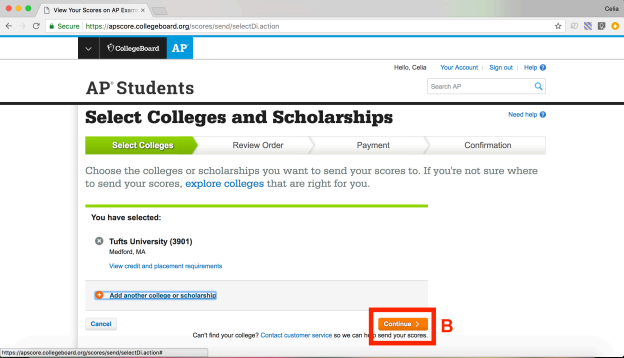 View Your Scores on AP Exams
Celia
Secure https://apscore.collegeboard.org/scores/send/selectDi.action
CollegeBoard AP
Hello, Celia Your Account Sign out Help
AP Students
Search AP
Select Colleges and Scholarships
Need help
Select Colleges Review Order Payment Confirmation
Choose the colleges or scholarships you want to send your scores to. If you're not sure where
to send your scores, explore colleges that are right for you.
You have selected:
Tufts University (3901)
Medford, MA
View credit and placement requirements
Add another college or scholarship
Cancel
Continue
B
Can't find your college? Contact customer service so we can help send your scores.
https://apscore.collegeboard.org/scores/send/selectDi.action#